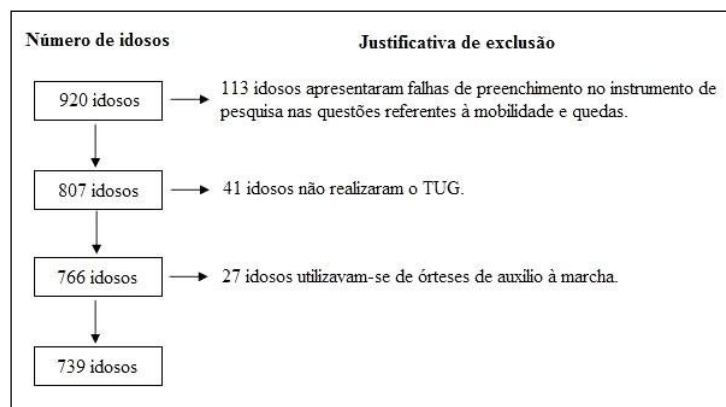 Número de idosos
Justificativa de exclusão
920 idosos
113 idosos apresentaram falhas de preenchimento no instrumento de
pesquisa nas questões referentes à mobilidade e quedas.
807 idosos
41 idosos não realizaram o TUG.
766 idosos
27 idosos utilizavam-se de órteses de auxílio à marcha.
739 idosos